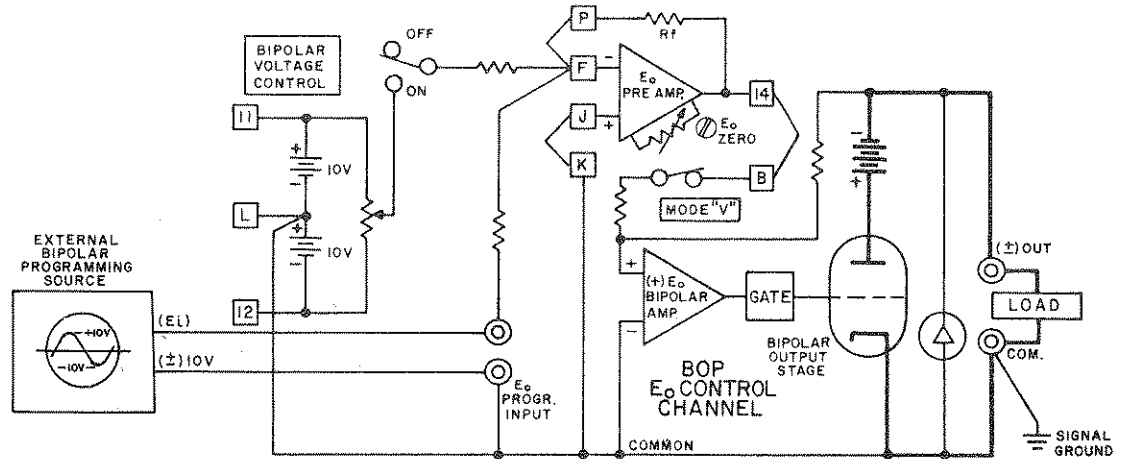 BIPOLAR
VOLTAGE
CONTROL
OFF
ON
11
+
-
10V
L
+
-
10V
12
EXTERNAL
BIPOLAR
PROGRAMMING
SOURCE
+10V
-10V
(Ei)
(±)10V
P
Rf
F
-
Eo
PRE AMP.
14
J
+
Eo
ZERO
K
B
MODE "V"
+
(+) Eo
BIPOLAR
AMP.
-
GATE
-
+
BIPOLAR
OUTPUT
STAGE
(±) OUT
LOAD
COM.
Eo
PROGR.
INPUT
BOP
Eo CONTROL
CHANNEL
COMMON
SIGNAL
GROUND